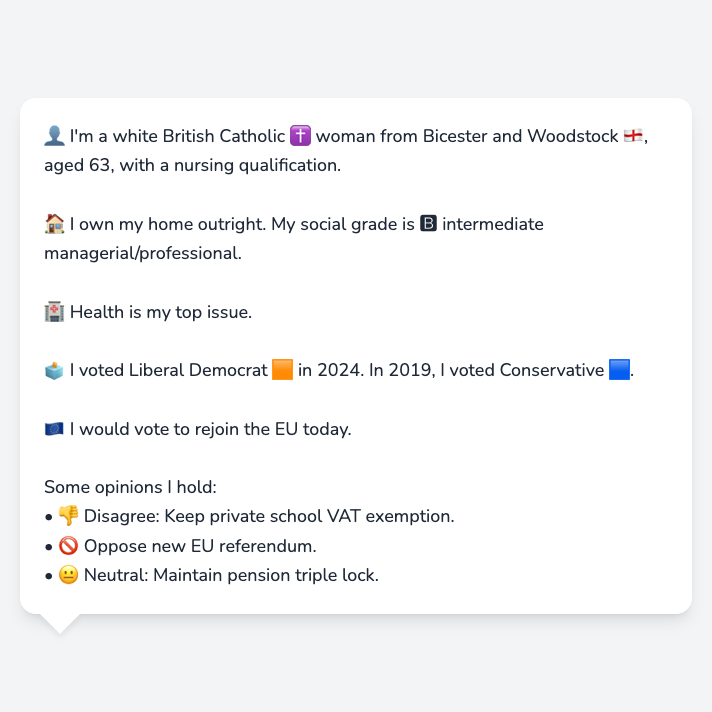 👤 I'm a white British Catholic ✝️ woman from Bicester and Woodstock 🏴󠁧󠁢󠁥󠁮󠁧󠁿,
aged 63, with a nursing qualification.
🏠 I own my home outright. My social grade is 🅱 intermediate
managerial/professional.
🏥 Health is my top issue.
🗳️ I voted Liberal Democrat 🟧 in 2024. In 2019, I voted Conservative 🟦.
🇪🇺 I would vote to rejoin the EU today.
Some opinions I hold:
• 👎 Disagree: Keep private school VAT exemption.
• 🚫 Oppose new EU referendum.
• 😐 Neutral: Maintain pension triple lock.